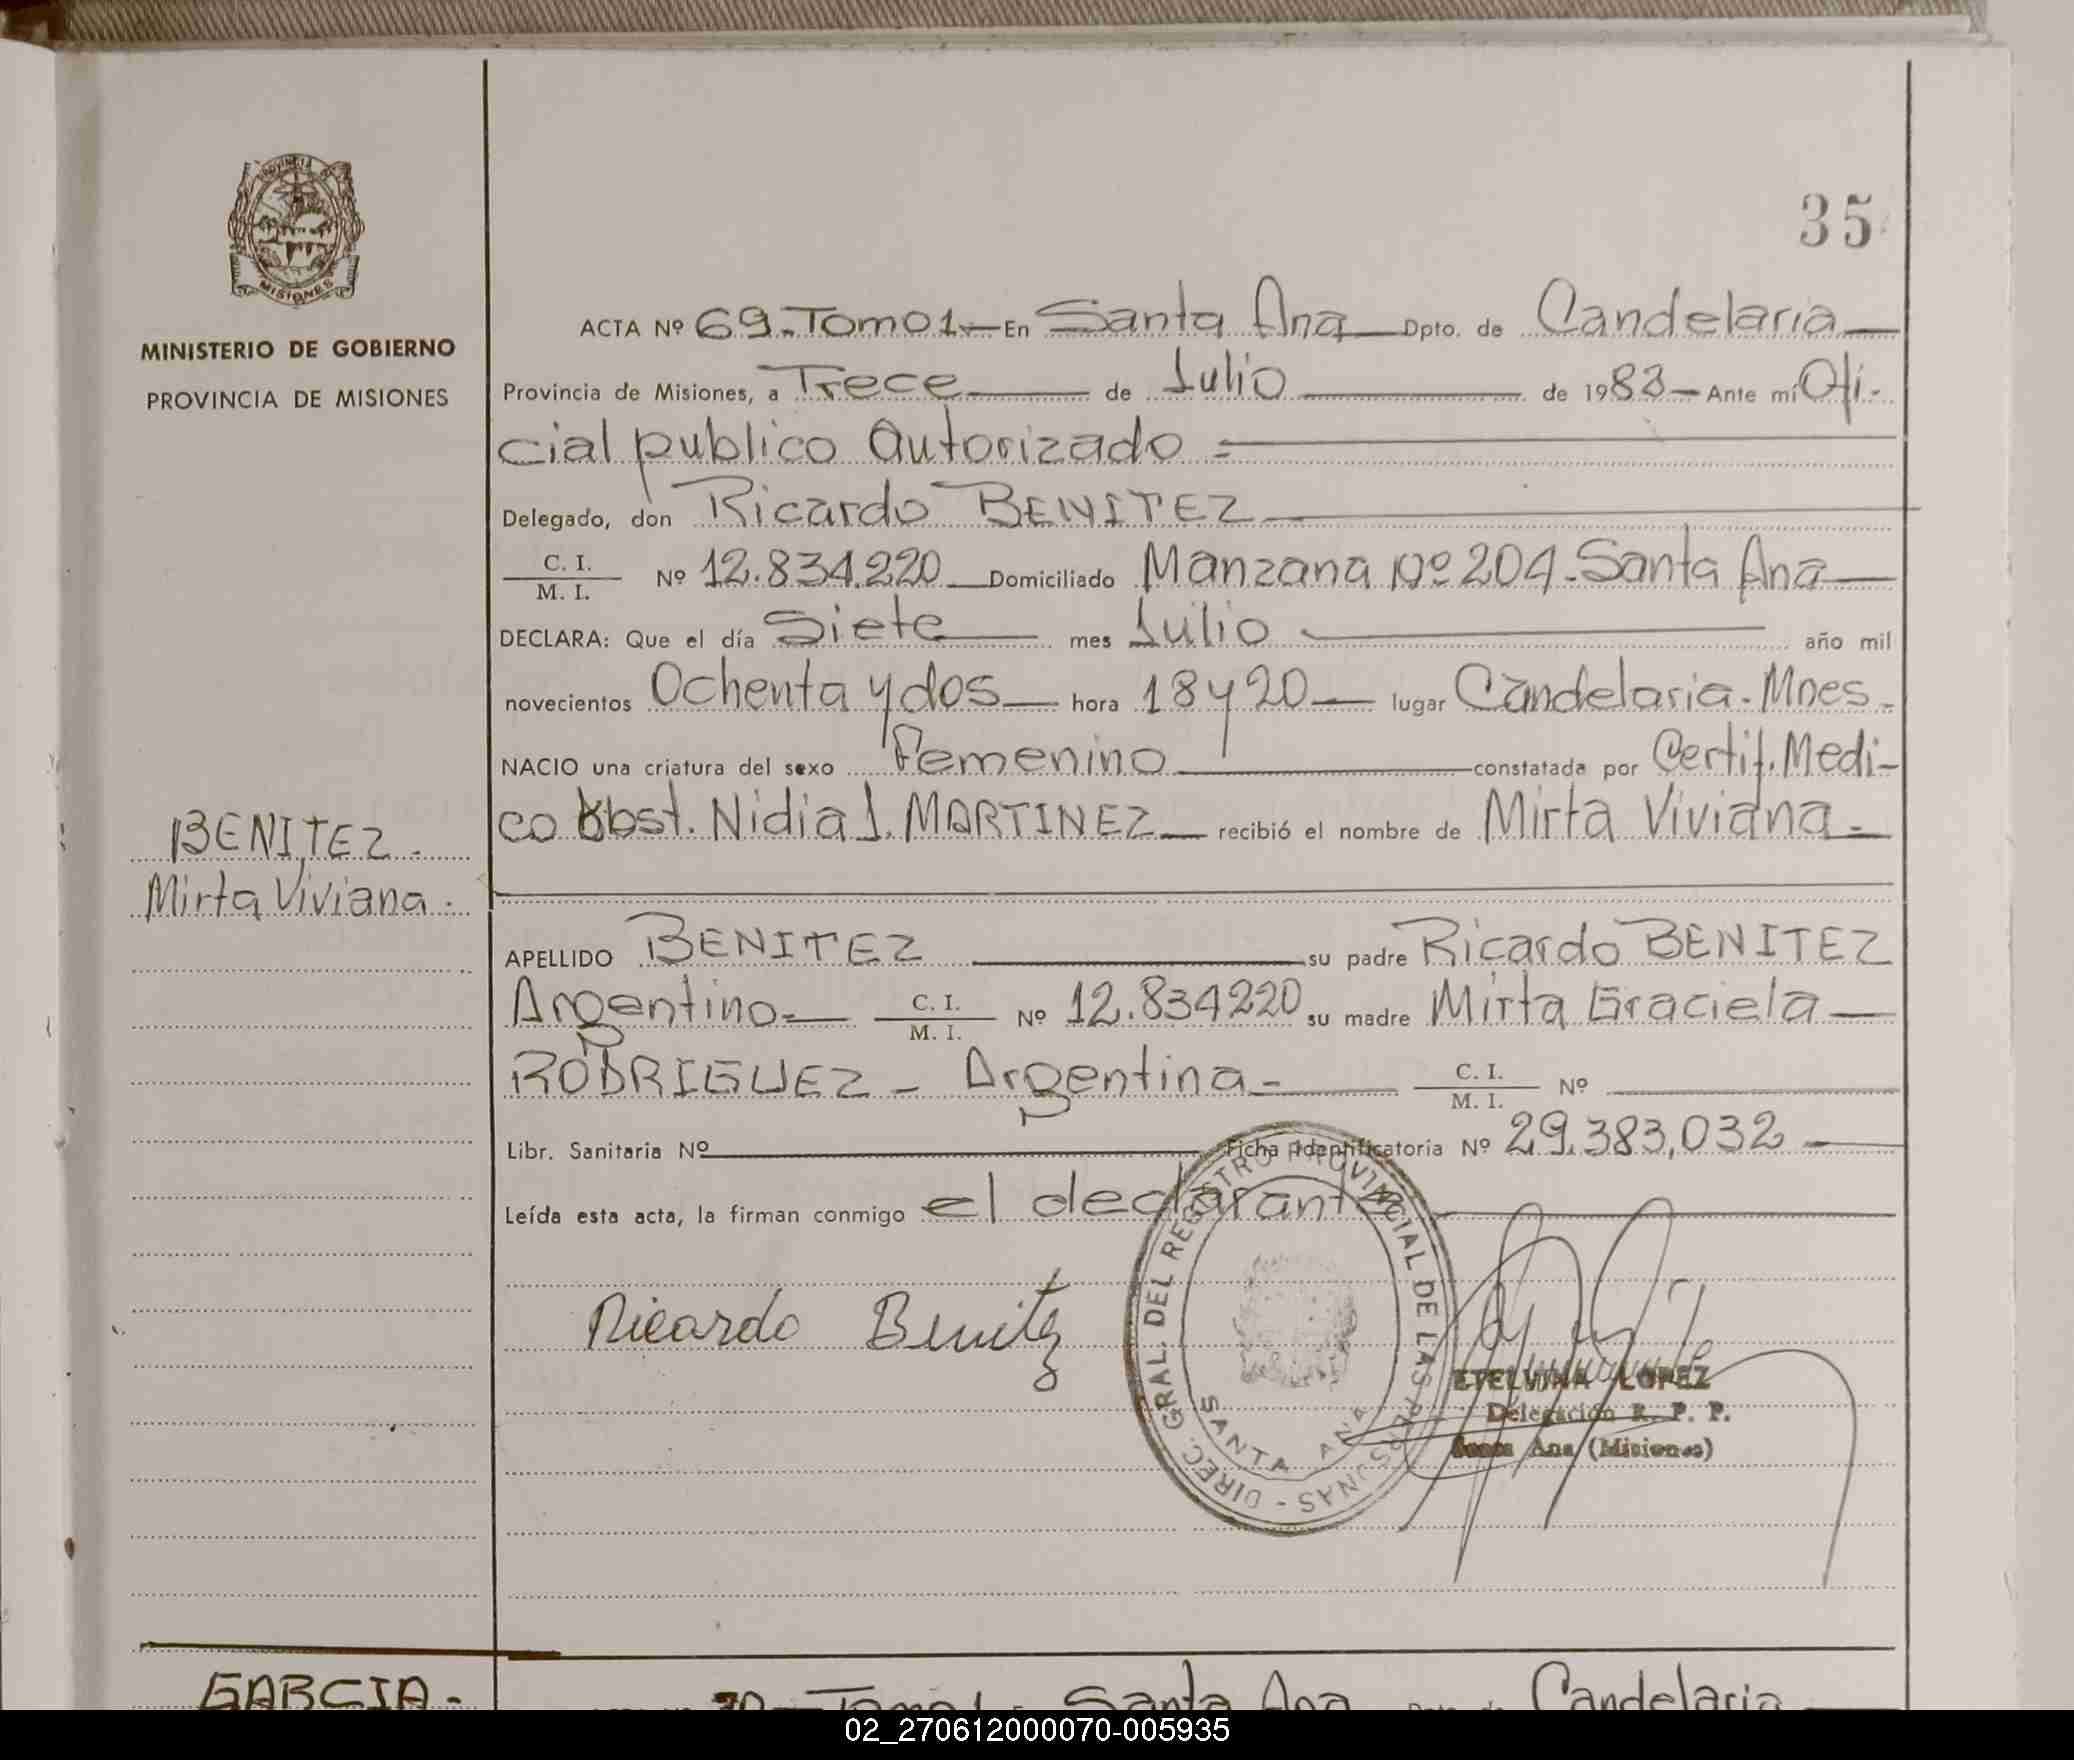 35
PROVINCIA
MISIONES
MINISTERIO DE GOBIERNO
PROVINCIA DE MISIONES
BENITEZ.
Mirta Viviana.
ACTA Nº 69.Tomo1.— En Santa Ana Dpto. de Candelaria
Provincia de Misiones, a Trece de Julio de 1983 — Ante mí Ofi-
cial publico Autorizado =
Delegado, don Ricardo BENITEZ
C. I.
M. I.
Nº 12.834.220 Domiciliado Manzana Nº 204.Santa Ana
DECLARA: Que el día Siete mes Julio año mil
novecientos Ochenta y dos hora 18 y 20 — lugar Candelaria.Mnes.
NACIO una criatura del sexo Femenino constatada por Certif.Medi-
co Obst. Nidia J. MARTINEZ — recibió el nombre de Mirta Viviana.
APELLIDO BENITEZ su padre Ricardo BENITEZ
Argentino.— C. I. Nº 12.834220 su madre Mirta Graciela
M. I.
RODRIGUEZ – Argentina- C. I. Nº
M. I.
Libr. Sanitaria Nº Ficha Identificatoria Nº 29.383,032
Leída esta acta, la firman conmigo el declarante
Ricardo Benitez
DIREC. GRAL. DEL REGISTRO PROVINCIAL DE LAS PERSONAS -
SANTA ANA
ETELVINA LOPEZ
Delegación R. P. P.
Santa Ana (Misiones)
GARCIA.
70 — Tomo1 Santa Ana Candelaria
02_270612000070-005935